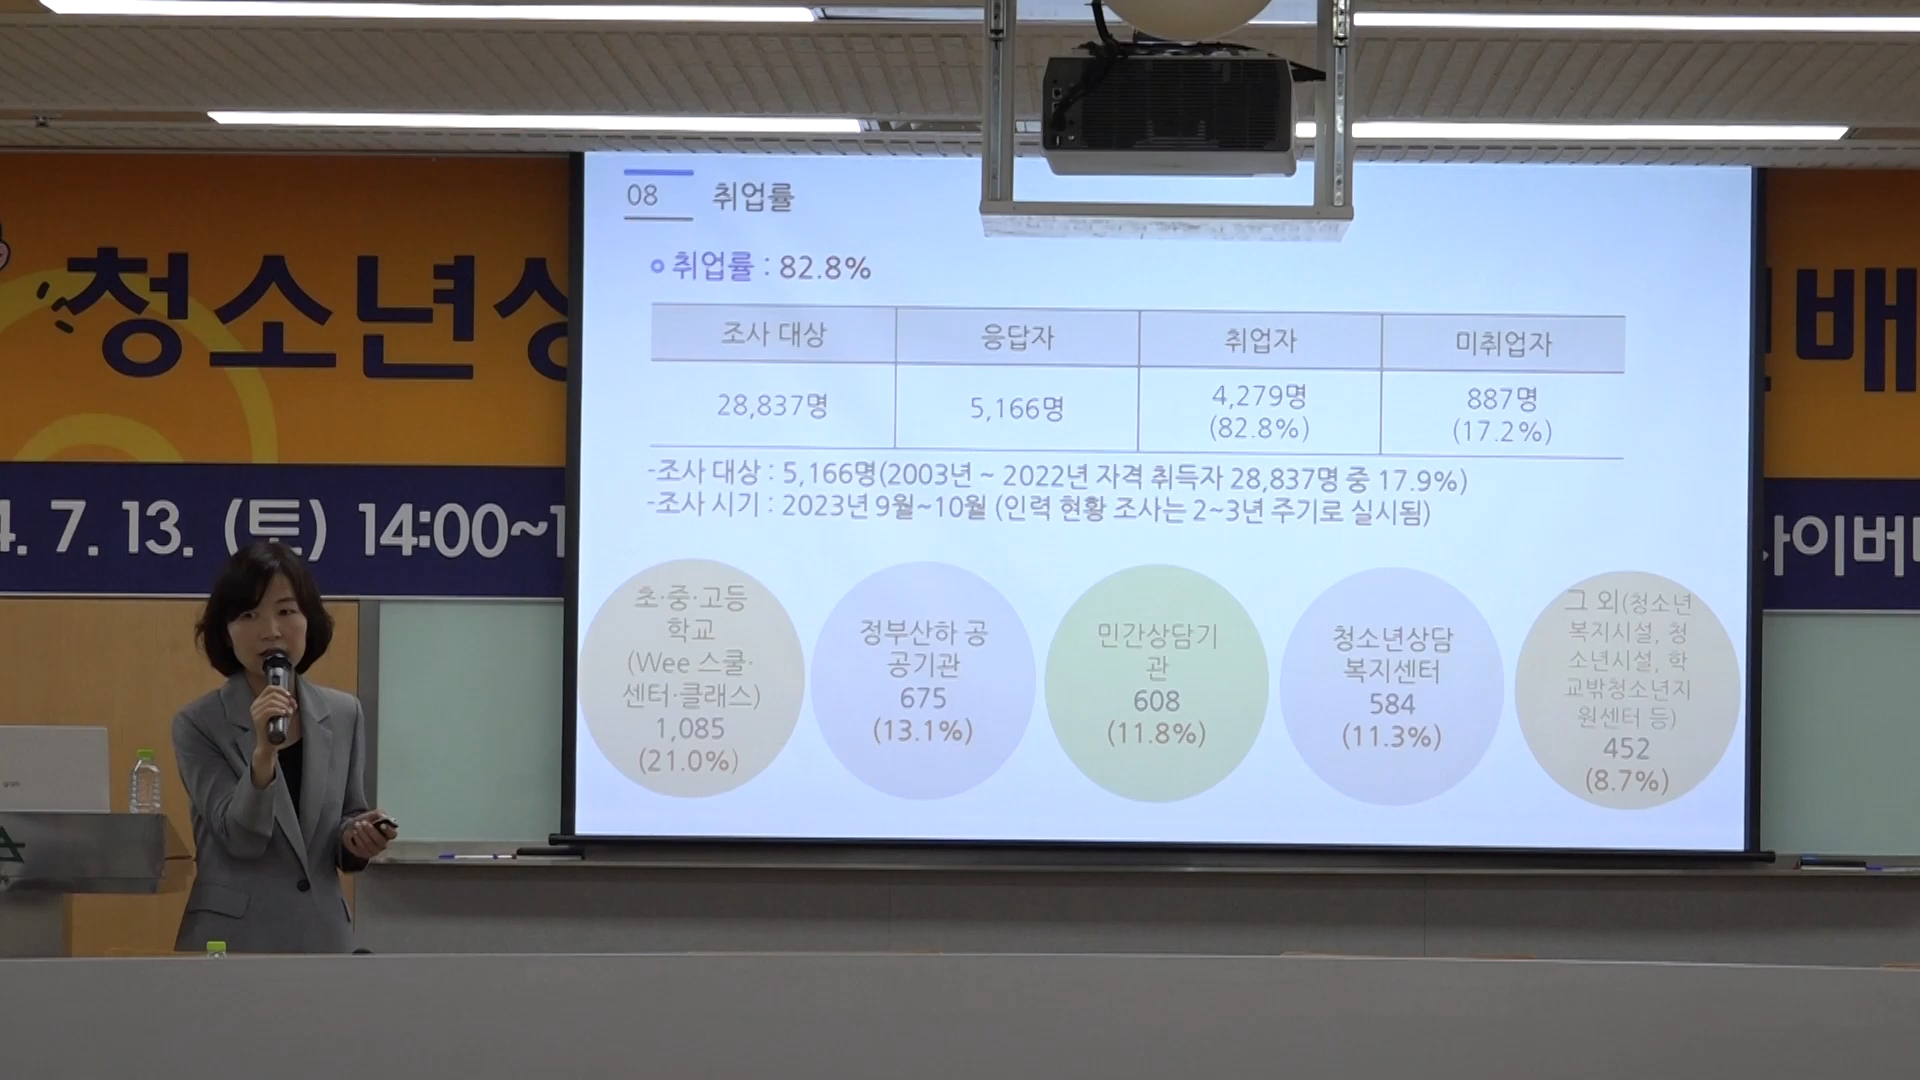 08 취업률
취업률 : 82.8%
조사 대상 응답자 취업자 미취업자
28,837명 5,166명 4,279명 887명
(82.8%) (17.2%)
-조사 대상 : 5,166명(2003년 ~ 2022년 자격 취득자 28,837명 중 17.9%)
-조사 시기 : 2023년 9월~10월 (인력 현황 조사는 2~3년 주기로 실시됨)
초·중·고등
학교
(Wee 스쿨·
센터·클래스)
1,085
(21.0%)
정부산하 공
공기관
675
(13.1%)
민간상담기
관
608
(11.8%)
청소년상담
복지센터
584
(11.3%)
그 외(청소년
복지시설, 청
소년시설, 학
교밖청소년지
원센터 등)
452
(8.7%)
청소년
배
4. 7. 13. (토) 14:00~1
사이버